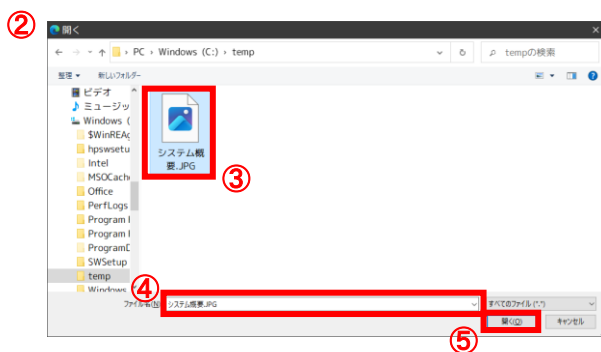 ②
開く
PC › Windows (C:) › temp
tempの検索
整理 新しいフォルダー
ビデオ
ミュージッ
Windows (
$WinREAg
hpswsetu
Intel
MSOCach
Office
PerfLogs
Program
Program
ProgramD
SWSetup
temp
Windows
システム概
要.JPG
③
④
ファイル名(N): システム概要.JPG
すべてのファイル (*.*)
開く(O) キャンセル
⑤